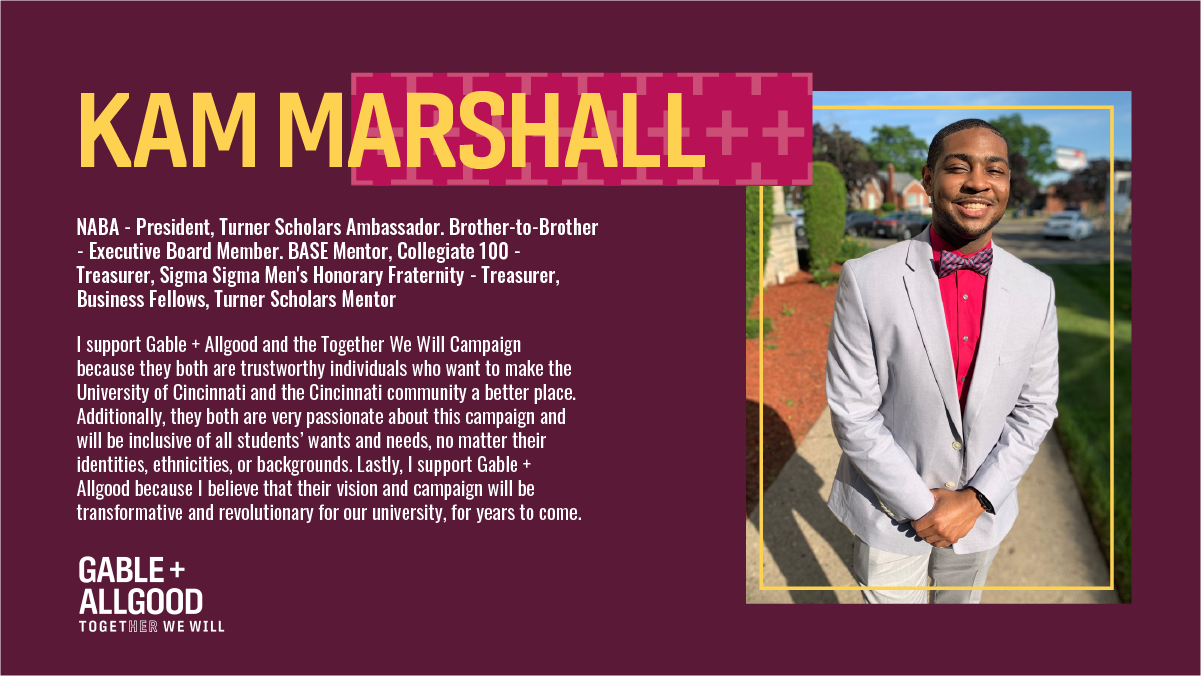 KAM MARSHALL
NABA - President, Turner Scholars Ambassador. Brother-to-Brother
- Executive Board Member. BASE Mentor, Collegiate 100 -
Treasurer, Sigma Sigma Men's Honorary Fraternity - Treasurer,
Business Fellows, Turner Scholars Mentor
I support Gable + Allgood and the Together We Will Campaign
because they both are trustworthy individuals who want to make the
University of Cincinnati and the Cincinnati community a better place.
Additionally, they both are very passionate about this campaign and
will be inclusive of all students’ wants and needs, no matter their
identities, ethnicities, or backgrounds. Lastly, I support Gable +
Allgood because I believe that their vision and campaign will be
transformative and revolutionary for our university, for years to come.
GABLE +
ALLGOOD
TOGETHER WE WILL